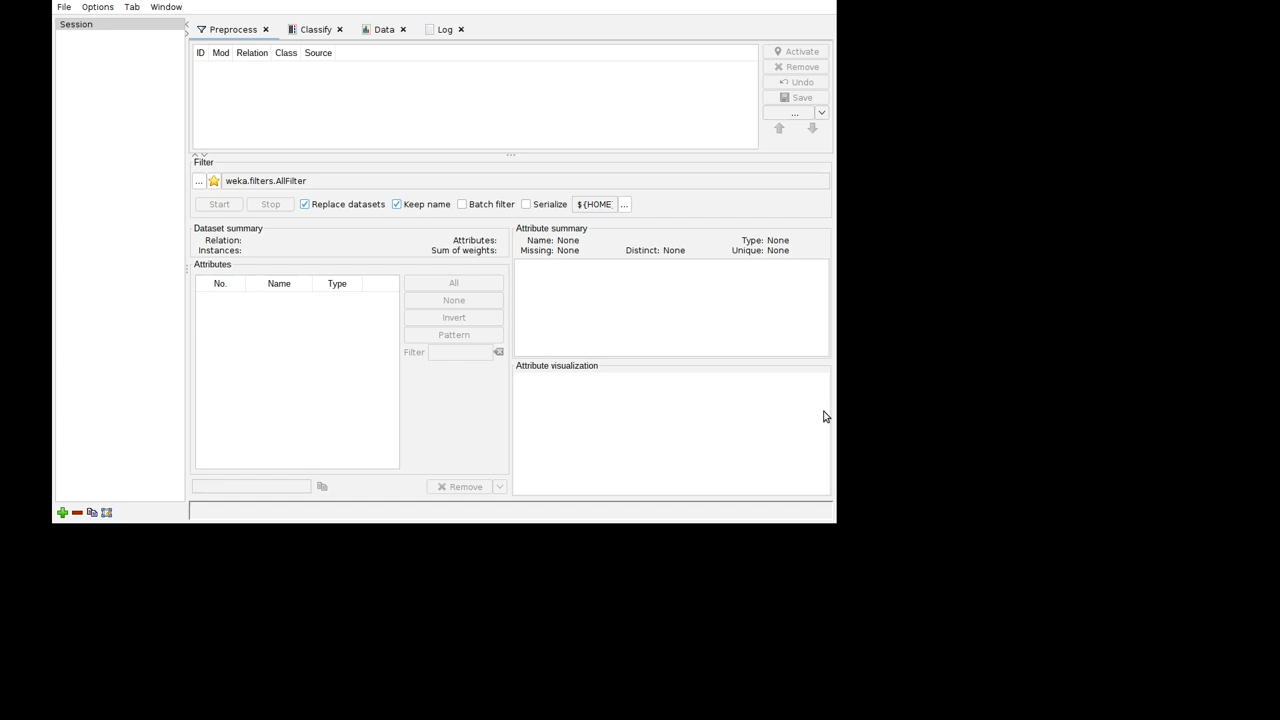 File Options Tab Window
Session
Preprocess Classify Data Log
ID Mod Relation Class Source
Activate
Remove
Undo
Save
...
Filter
... weka.filters.AllFilter
Start Stop Replace datasets Keep name Batch filter Serialize ${HOME} ...
Dataset summary
Relation: Attributes:
Instances: Sum of weights:
Attribute summary
Name: None Type: None
Missing: None Distinct: None Unique: None
Attributes
No. Name Type
All
None
Invert
Pattern
Filter
Remove
Attribute visualization